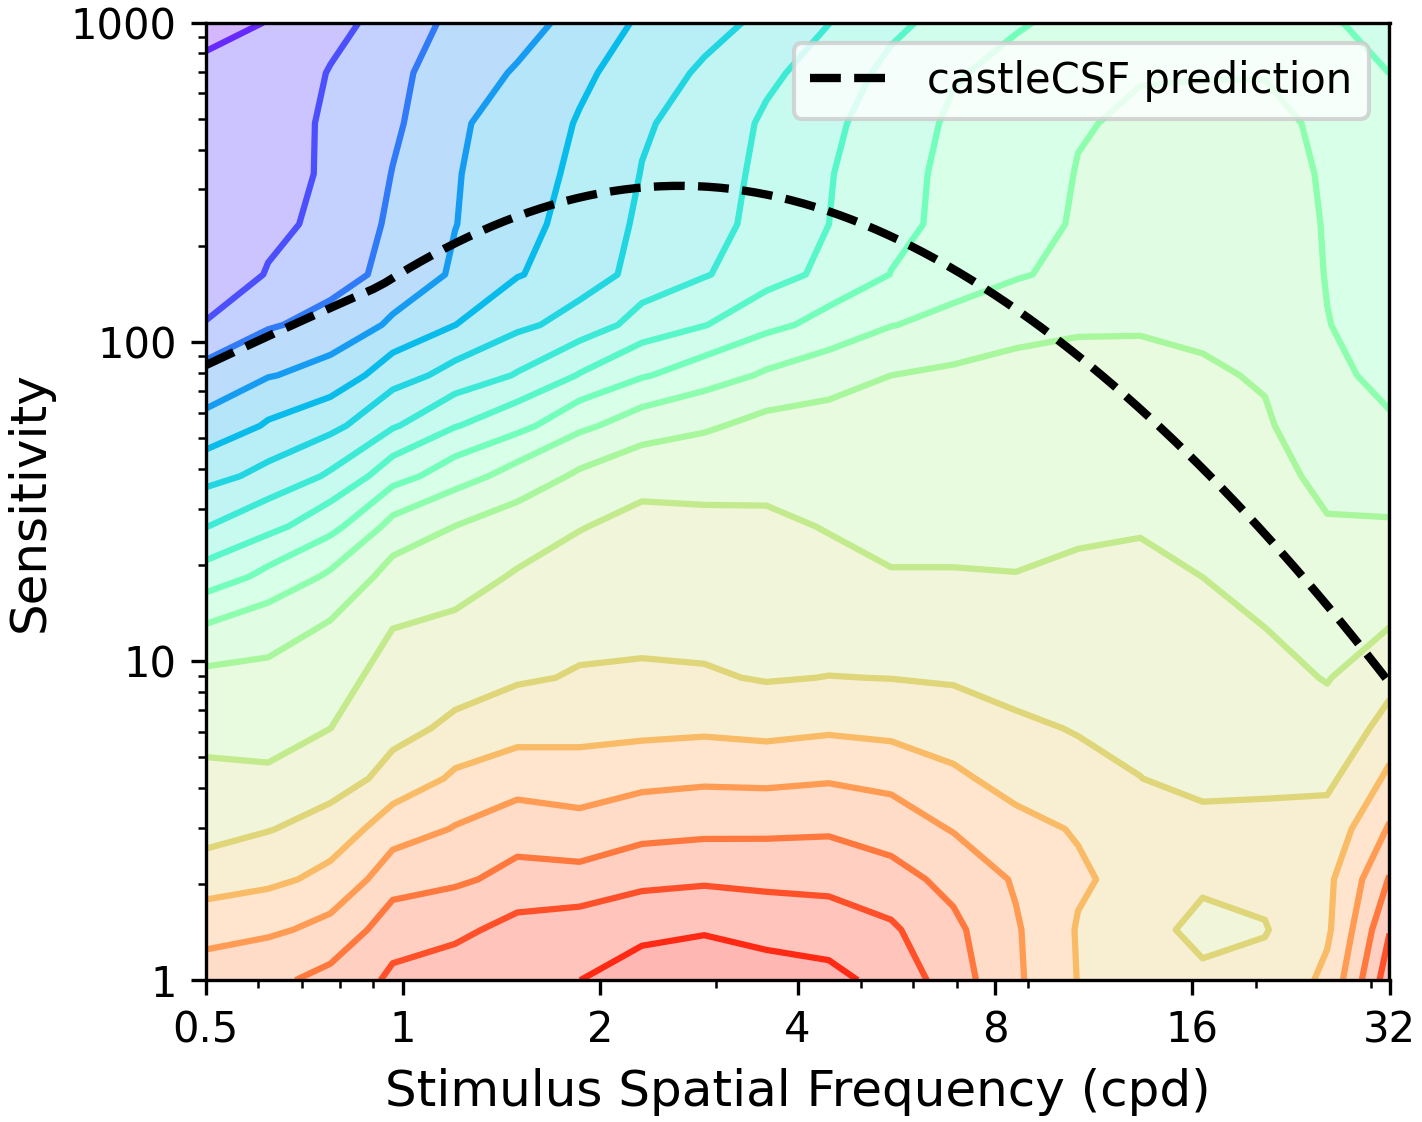 1000
100
10
1
Sensitivity
castleCSF prediction
0.5 1 2 4 8 16 32
Stimulus Spatial Frequency (cpd)